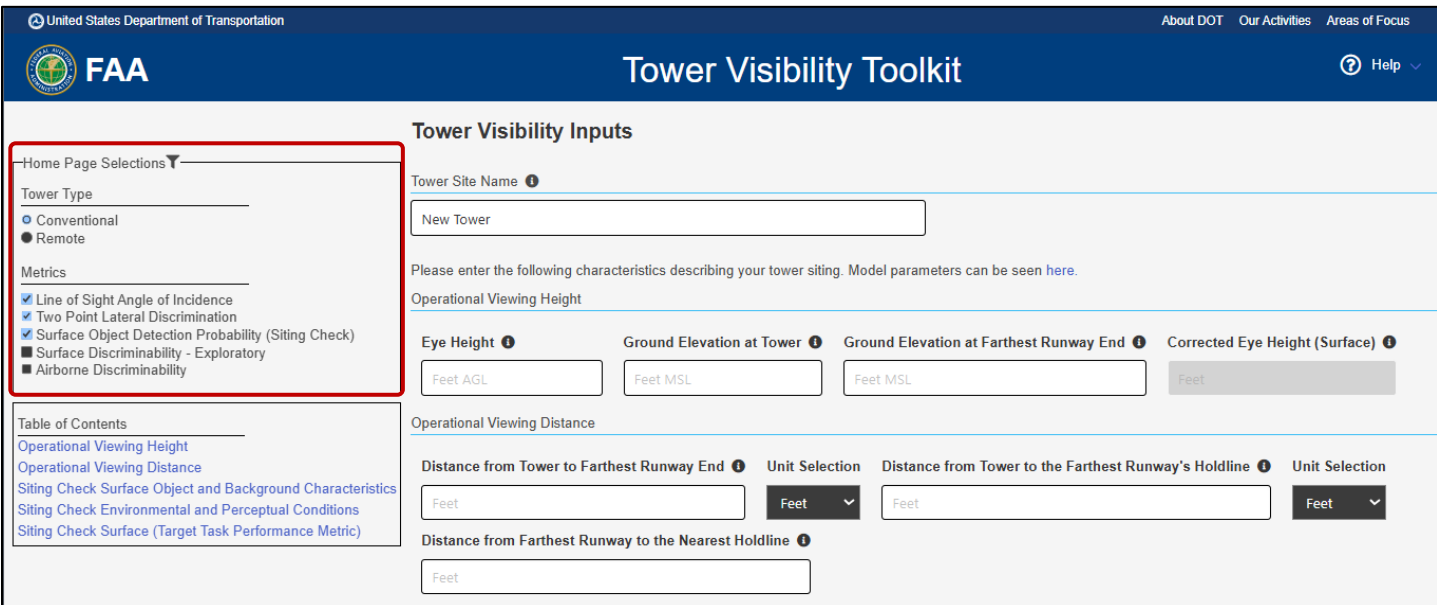 United States Department of Transportation
About DOT Our Activities Areas of Focus
FAA
Tower Visibility Toolkit
Help
Home Page Selections
Tower Type
Conventional
Remote
Metrics
Line of Sight Angle of Incidence
Two Point Lateral Discrimination
Surface Object Detection Probability (Siting Check)
Surface Discriminability - Exploratory
Airborne Discriminability
Table of Contents
Operational Viewing Height
Operational Viewing Distance
Siting Check Surface Object and Background Characteristics
Siting Check Environmental and Perceptual Conditions
Siting Check Surface (Target Task Performance Metric)
Tower Visibility Inputs
Tower Site Name
New Tower
Please enter the following characteristics describing your tower siting. Model parameters can be seen here.
Operational Viewing Height
Eye Height Ground Elevation at Tower Ground Elevation at Farthest Runway End Corrected Eye Height (Surface)
Feet AGL Feet MSL Feet MSL Feet
Operational Viewing Distance
Distance from Tower to Farthest Runway End Unit Selection Distance from Tower to the Farthest Runway's Holdline Unit Selection
Feet Feet Feet Feet
Distance from Farthest Runway to the Nearest Holdline
Feet